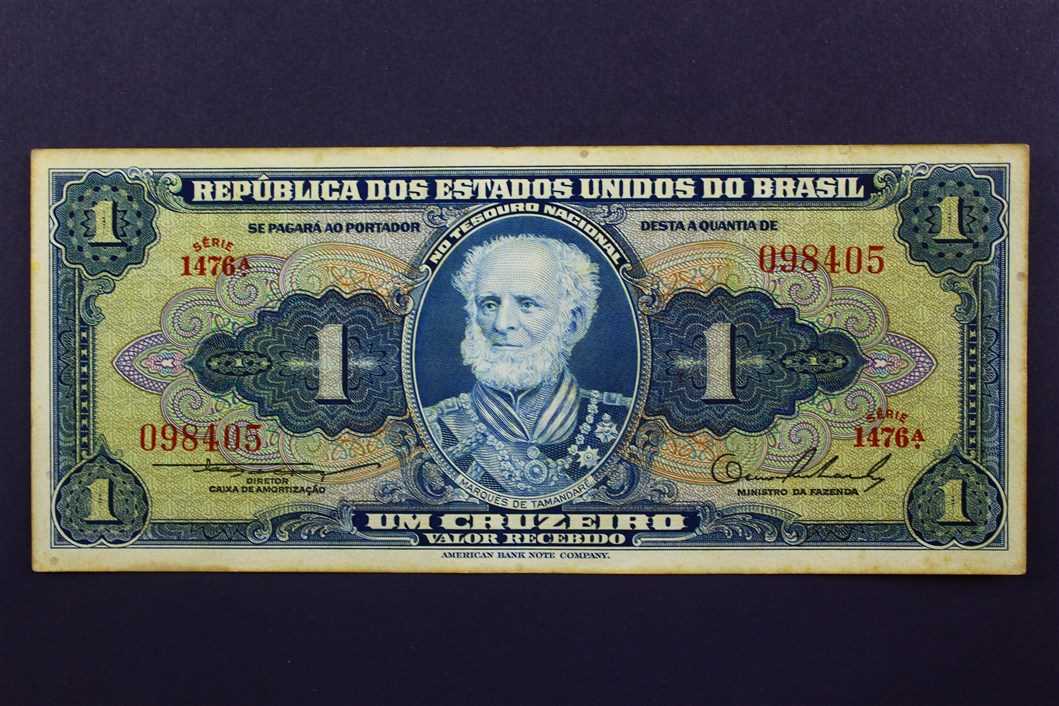 REPÚBLICA DOS ESTADOS UNIDOS DO BRASIL
1
1
SE PAGARÁ AO PORTADOR
NO TESOURO NACIONAL
DESTA A QUANTIA DE
SÉRIE
1476A
098405
1
1
098405
SÉRIE
1476A
DIRETOR
CAIXA DE AMORTIZAÇÃO
MARQUES DE TAMANDARÉ
MINISTRO DA FAZENDA
1
1
UM CRUZEIRO
VALOR RECEBIDO
AMERICAN BANK NOTE COMPANY.